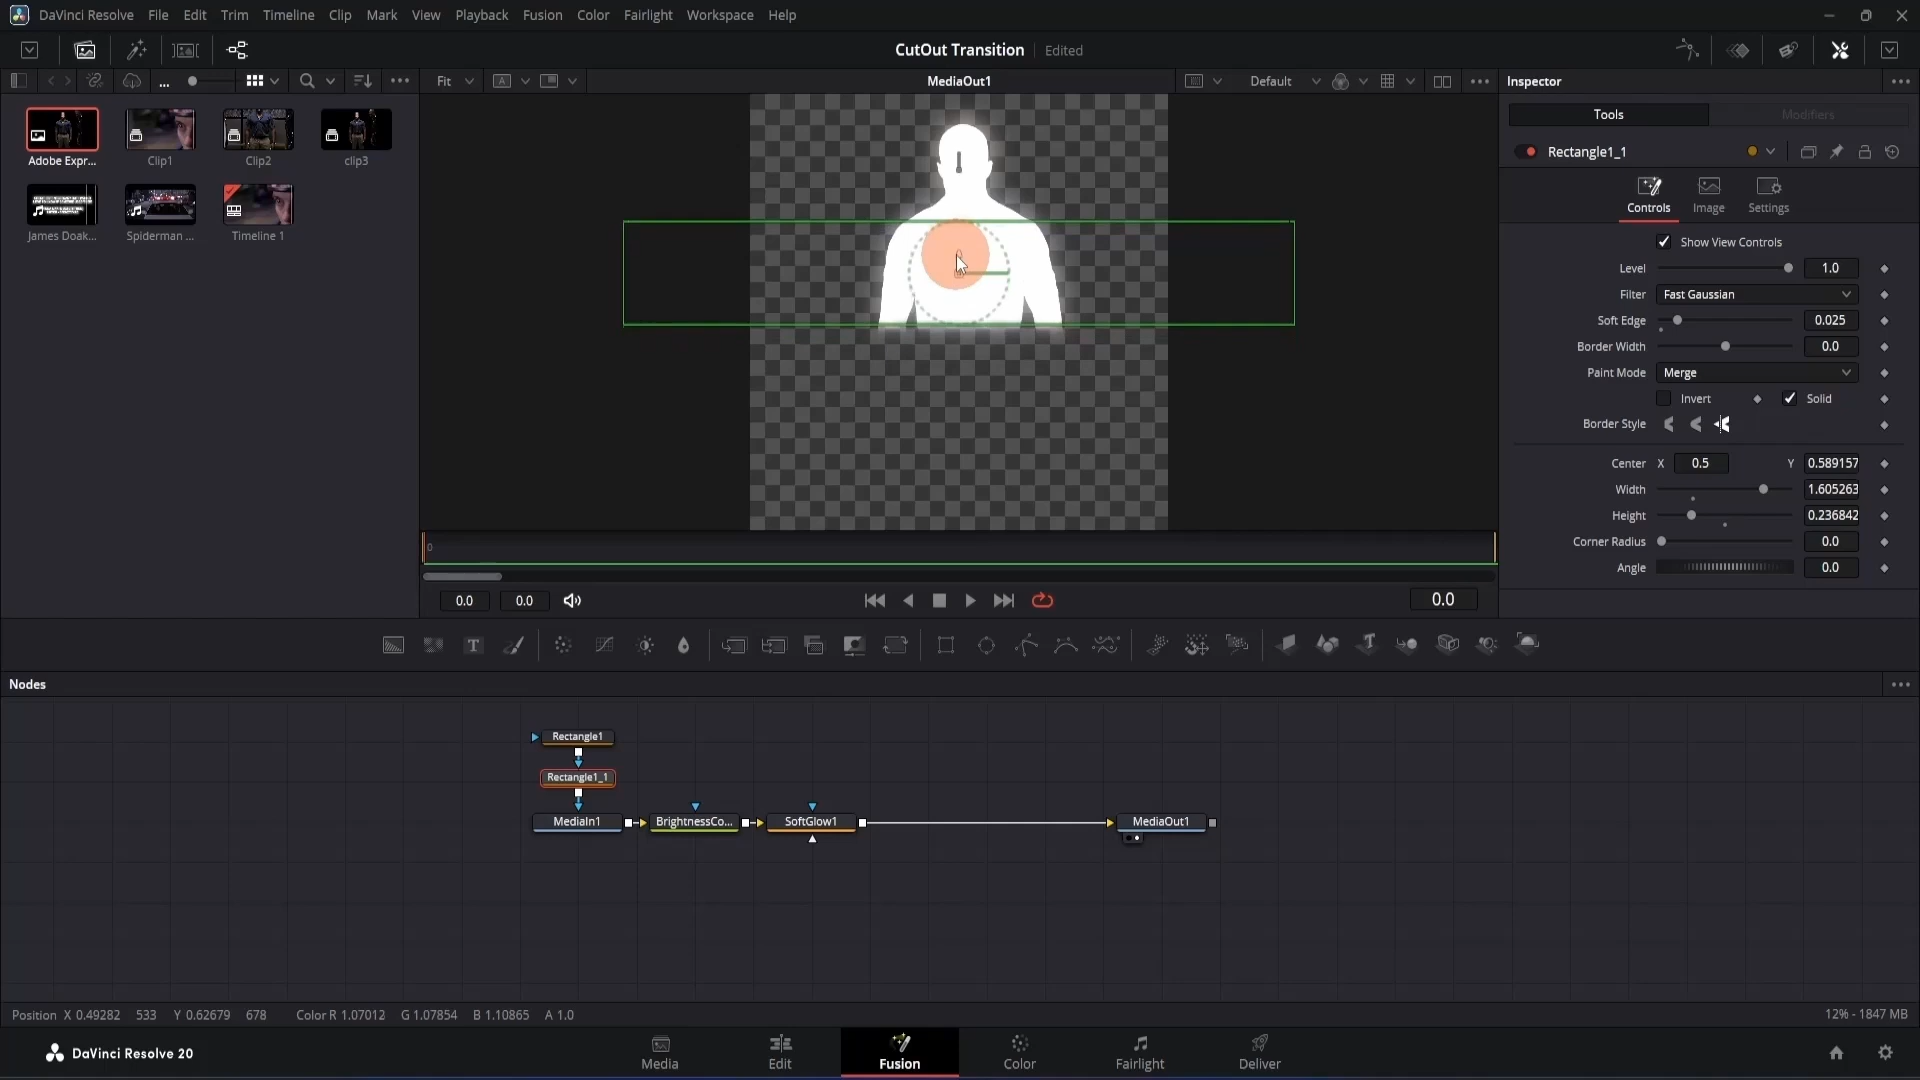 DaVinci Resolve File Edit Trim Timeline Clip Mark View Playback Fusion Color Fairlight Workspace Help
CutOut Transition Edited
... Fit A MediaOut1 Default Inspector
Tools Modifiers
Adobe Expr... Clip1 Clip2 clip3
Rectangle1_1
James Doak... Spiderman ... Timeline 1
Controls Image Settings
Show View Controls
Level 1.0
Filter Fast Gaussian
Soft Edge 0.025
Border Width 0.0
Paint Mode Merge
Invert Solid
Border Style
Center X 0.5 Y 0.589157
Width 1.605263
Height 0.236842
Corner Radius 0.0
Angle 0.0
0
0.0 0.0 0.0
T T
Nodes
Rectangle1
Rectangle1_1
MediaIn1 BrightnessCo... SoftGlow1 MediaOut1
Position X 0.49282 533 Y 0.62679 678 Color R 1.07012 G 1.07854 B 1.10865 A 1.0 12% - 1847 MB
DaVinci Resolve 20 Media Edit Fusion Color Fairlight Deliver